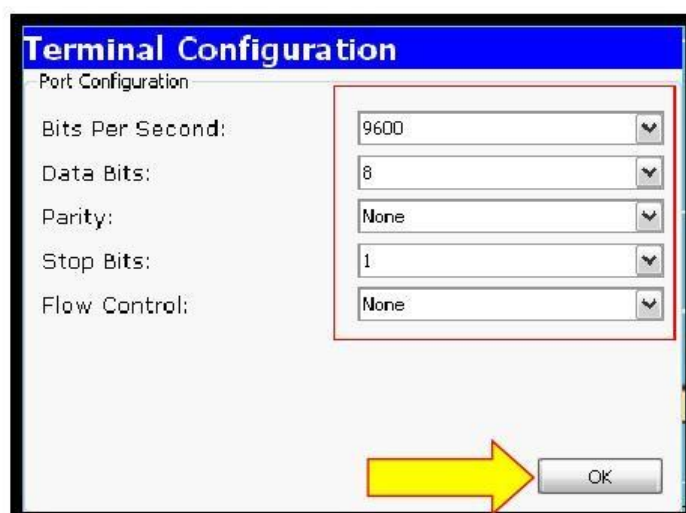 Terminal Configuration
Port Configuration
Bits Per Second: 9600
Data Bits: 8
Parity: None
Stop Bits: 1
Flow Control: None
OK